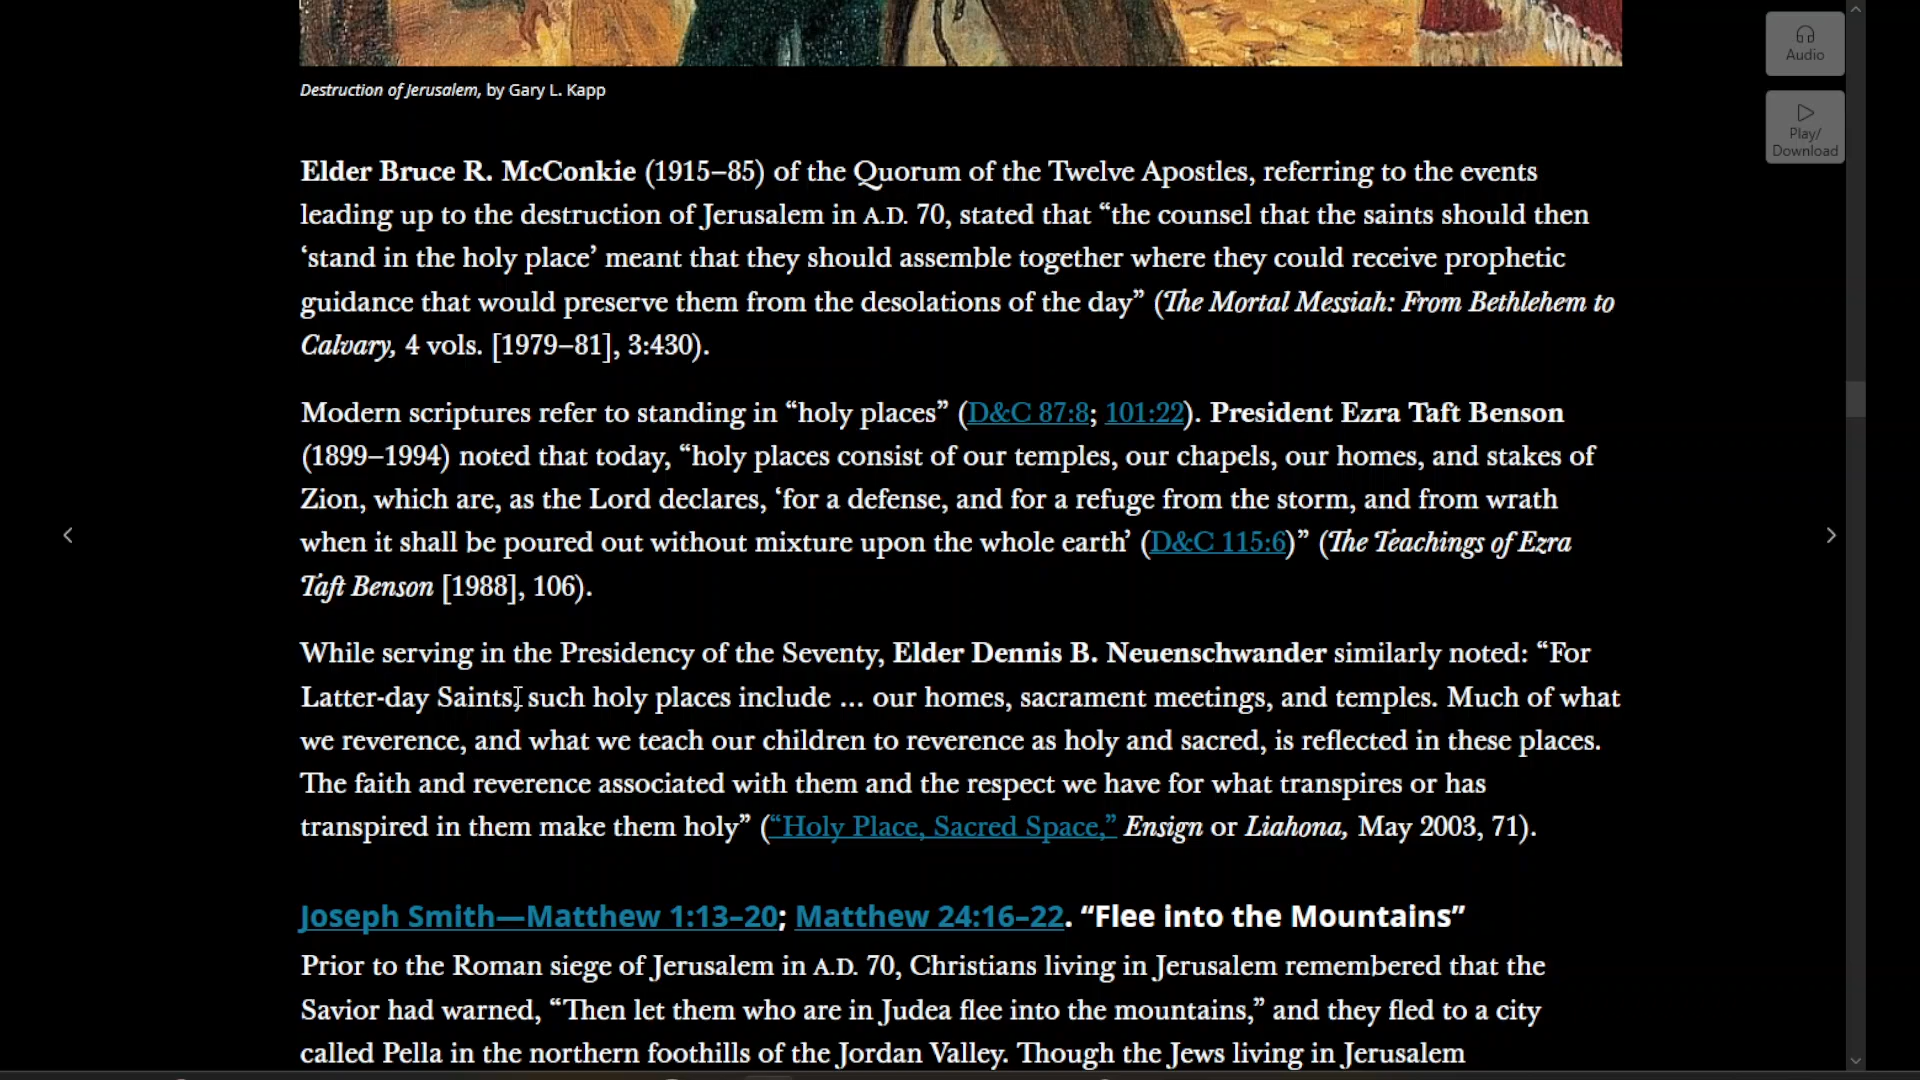 Audio
Play/
Download
Destruction of Jerusalem, by Gary L. Kapp
Elder Bruce R. McConkie (1915–85) of the Quorum of the Twelve Apostles, referring to the events
leading up to the destruction of Jerusalem in A.D. 70, stated that “the counsel that the saints should then
‘stand in the holy place’ meant that they should assemble together where they could receive prophetic
guidance that would preserve them from the desolations of the day” (The Mortal Messiah: From Bethlehem to
Calvary, 4 vols. [1979–81], 3:430).
Modern scriptures refer to standing in “holy places” (D&C 87:8; 101:22). President Ezra Taft Benson
(1899–1994) noted that today, “holy places consist of our temples, our chapels, our homes, and stakes of
Zion, which are, as the Lord declares, ‘for a defense, and for a refuge from the storm, and from wrath
when it shall be poured out without mixture upon the whole earth’ (D&C 115:6)” (The Teachings of Ezra
Taft Benson [1988], 106).
While serving in the Presidency of the Seventy, Elder Dennis B. Neuenschwander similarly noted: “For
Latter-day Saints, such holy places include … our homes, sacrament meetings, and temples. Much of what
we reverence, and what we teach our children to reverence as holy and sacred, is reflected in these places.
The faith and reverence associated with them and the respect we have for what transpires or has
transpired in them make them holy” (“Holy Place, Sacred Space,” Ensign or Liahona, May 2003, 71).
Joseph Smith—Matthew 1:13–20; Matthew 24:16–22. “Flee into the Mountains”
Prior to the Roman siege of Jerusalem in A.D. 70, Christians living in Jerusalem remembered that the
Savior had warned, “Then let them who are in Judea flee into the mountains,” and they fled to a city
called Pella in the northern foothills of the Jordan Valley. Though the Jews living in Jerusalem